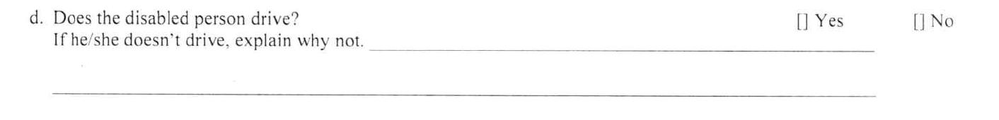 d. Does the disabled person drive? [] Yes [] No
If he/she doesn't drive, explain why not.